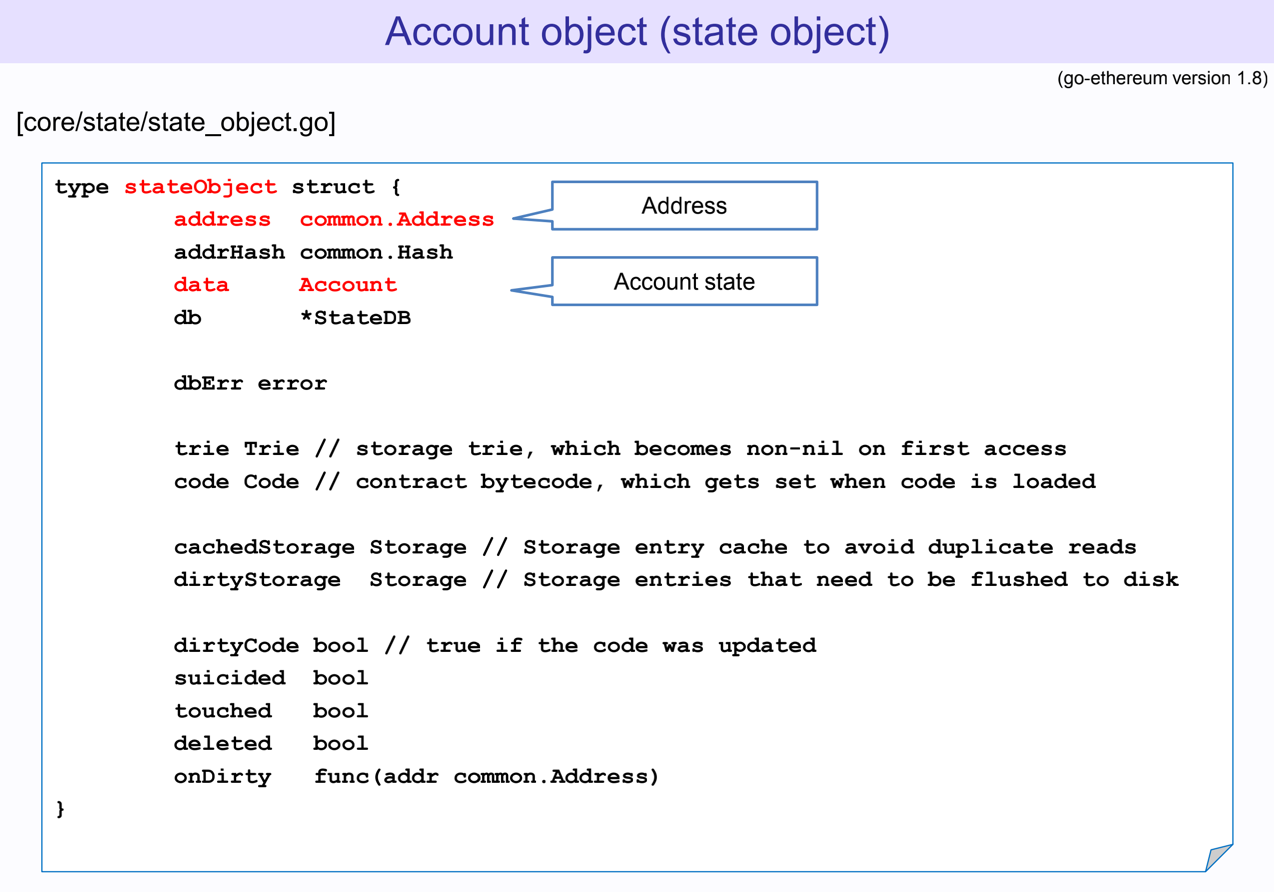 Account object (state object)
(go-ethereum version 1.8)
[core/state/state_object.go]
type stateObject struct {
address common.Address
Address
addrHash common.Hash
data Account
Account state
db *StateDB
dbErr error
trie Trie // storage trie, which becomes non-nil on first access
code Code // contract bytecode, which gets set when code is loaded
cachedStorage Storage // Storage entry cache to avoid duplicate reads
dirtyStorage Storage // Storage entries that need to be flushed to disk
dirtyCode bool // true if the code was updated
suicided bool
touched bool
deleted bool
onDirty func(addr common.Address)
}